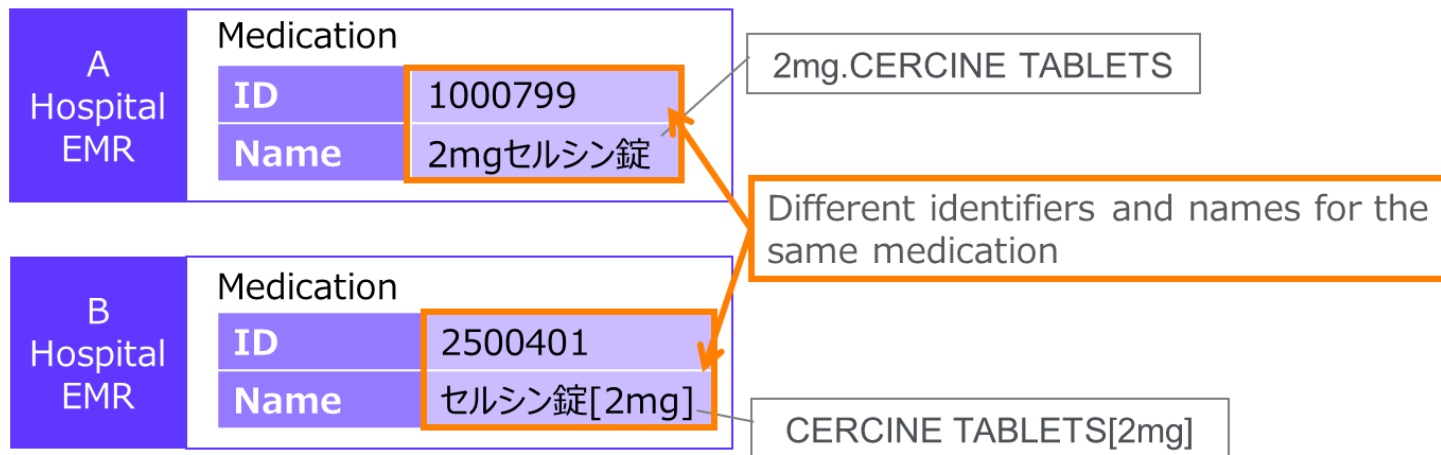 A
Hospital
EMR
Medication
ID 1000799
Name 2mgセルシン錠
2mg.CERCINE TABLETS
Different identifiers and names for the
same medication
B
Hospital
EMR
Medication
ID 2500401
Name セルシン錠[2mg]
CERCINE TABLETS[2mg]